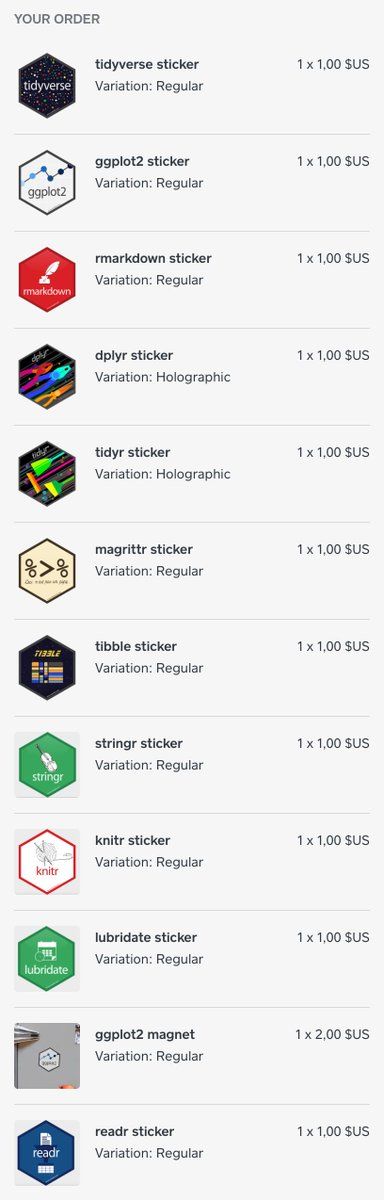 YOUR ORDER
tidyverse
tidyverse sticker
1 x 1,00 $US
Variation: Regular
ggplot2
ggplot2 sticker
1 x 1,00 $US
Variation: Regular
rmarkdown
rmarkdown sticker
1 x 1,00 $US
Variation: Regular
dplyr
dplyr sticker
1 x 1,00 $US
Variation: Holographic
tidyr
tidyr sticker
1 x 1,00 $US
Variation: Holographic
%>%
magrittr sticker
1 x 1,00 $US
Variation: Regular
TIBBLE
tibble sticker
1 x 1,00 $US
Variation: Regular
stringr
stringr sticker
1 x 1,00 $US
Variation: Regular
knitr
knitr sticker
1 x 1,00 $US
Variation: Regular
lubridate
lubridate sticker
1 x 1,00 $US
Variation: Regular
ggplot2
ggplot2 magnet
1 x 2,00 $US
Variation: Regular
readr
readr sticker
1 x 1,00 $US
Variation: Regular